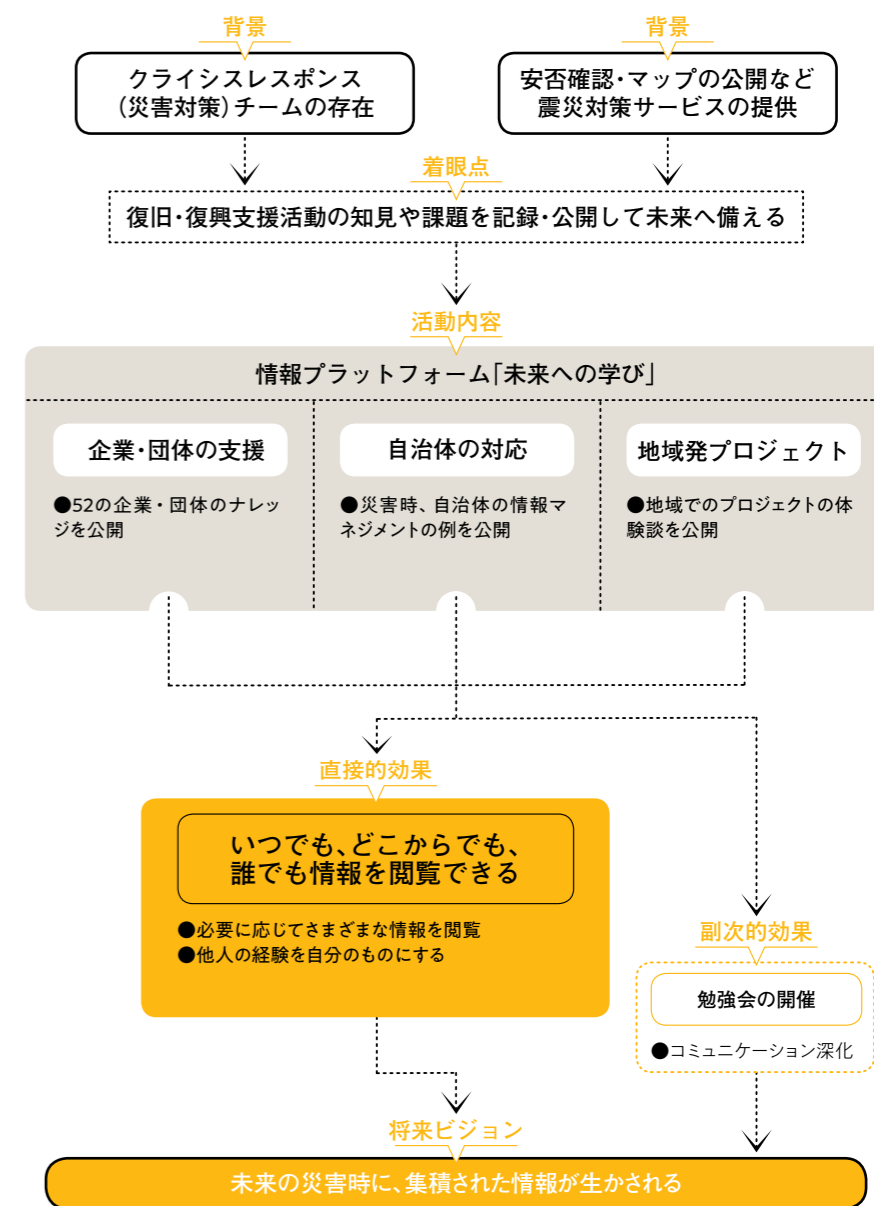 背景
クライシスレスポンス
(災害対策)チームの存在
背景
安否確認・マップの公開など
震災対策サービスの提供
着眼点
復旧・復興支援活動の知見や課題を記録・公開して未来へ備える
活動内容
情報プラットフォーム「未来への学び」
企業・団体の支援
●52の企業・団体のナレッ
ジを公開
自治体の対応
●災害時、自治体の情報マ
ネジメントの例を公開
地域発プロジェクト
●地域でのプロジェクトの体
験談を公開
直接的効果
いつでも、どこからでも、
誰でも情報を閲覧できる
●必要に応じてさまざまな情報を閲覧
●他人の経験を自分のものにする
副次的効果
勉強会の開催
●コミュニケーション深化
将来ビジョン
未来の災害時に、集積された情報が生かされる